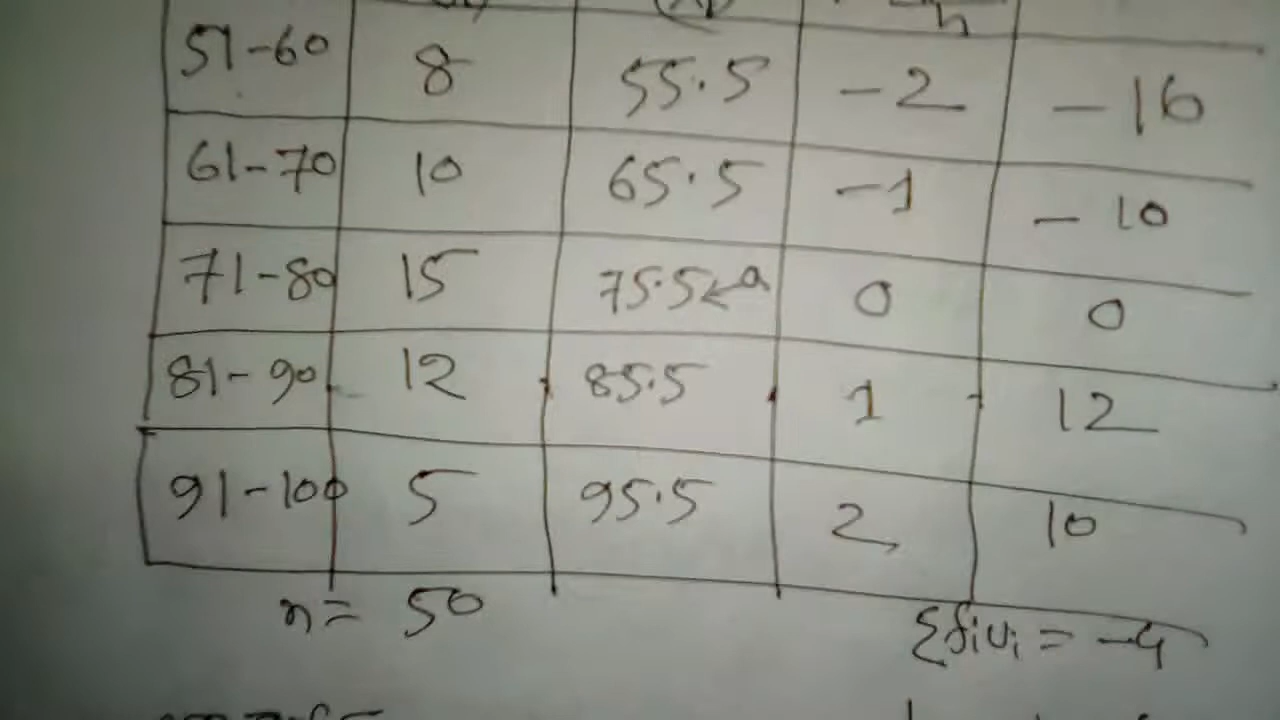 h
51-60 8 55.5 -2 -16
61-70 10 65.5 -1 -10
71-80 15 75.5←a 0 0
81-90 12 85.5 1 12
91-100 5 95.5 2 10
n= 50 Σfiui = -4